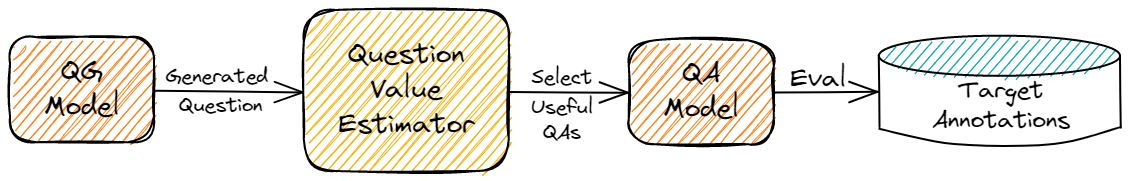 QG
Model
Generated
Question
Question
Value
Estimator
Select
Useful
QAs
QA
Model
Eval
Target
Annotations